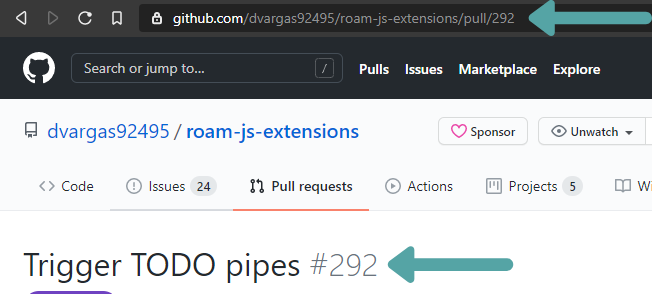 github.com/dvargas92495/roam-js-extensions/pull/292
Search or jump to... / Pulls Issues Marketplace Explore
dvargas92495 / roam-js-extensions Sponsor Unwatch
Code Issues 24 Pull requests Actions Projects 5
Trigger TODO pipes #292